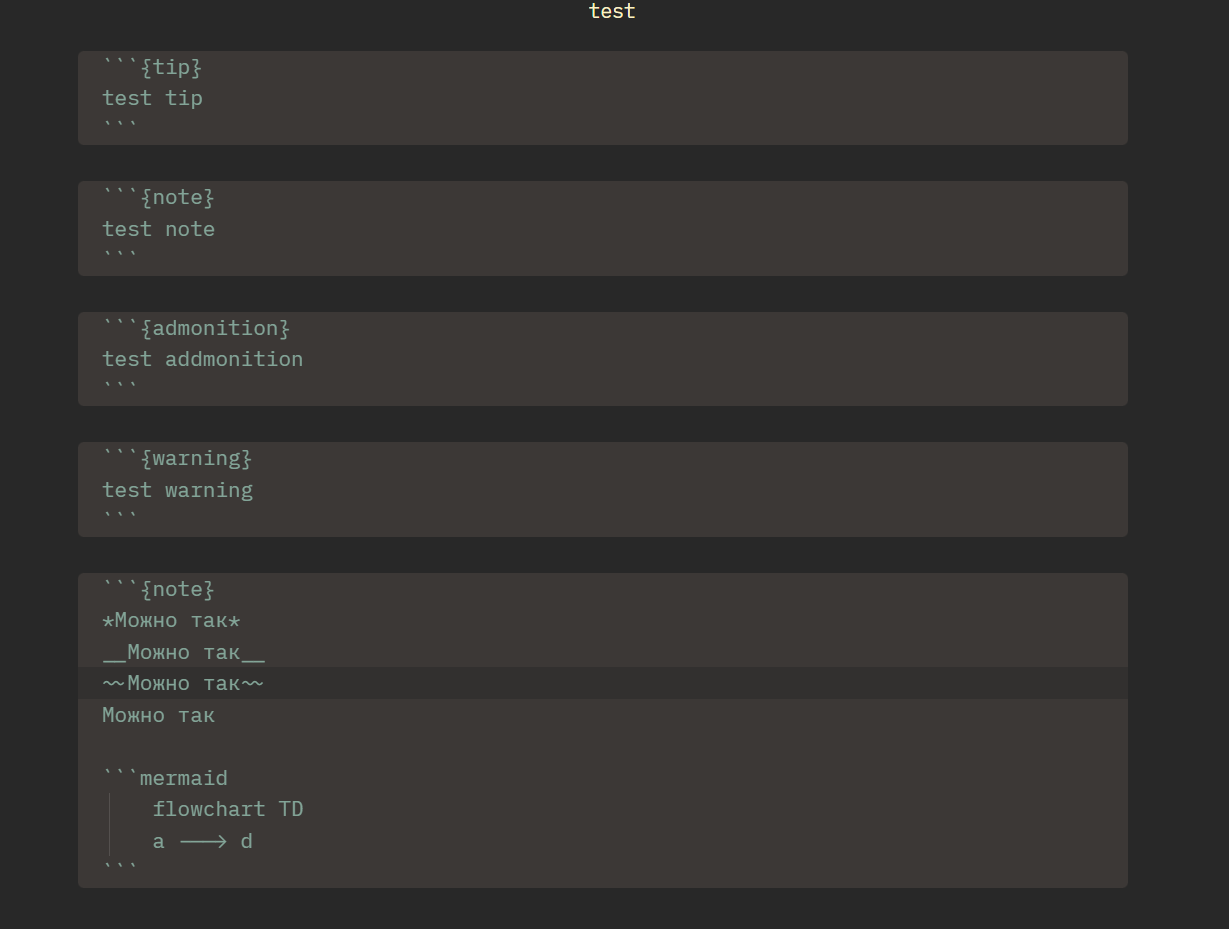 test
```{tip}
test tip
```
```{note}
test note
```
```{admonition}
test addmonition
```
```{warning}
test warning
```
```{note}
*Можно так*
__Можно так__
~~Можно так~~
Можно так
```mermaid
flowchart TD
a ---> d
```